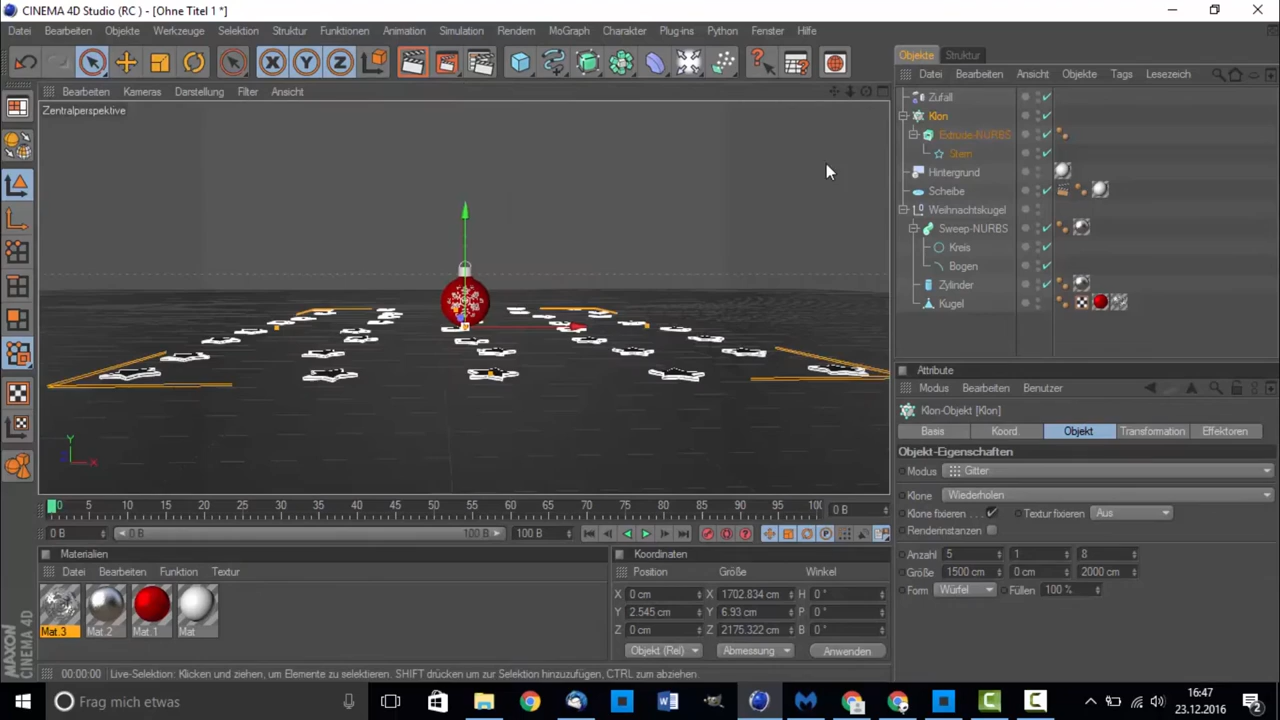 CINEMA 4D Studio (RC ) - [Ohne Titel 1 *]
Datei Bearbeiten Objekte Werkzeuge Selektion Struktur Funktionen Animation Simulation Rendern MoGraph Charakter Plug-ins Python Fenster Hilfe
X Y Z
Objekte Struktur
Datei Bearbeiten Ansicht Objekte Tags Lesezeich
Bearbeiten Kameras Darstellung Filter Ansicht
Zentralperspektive
Zufall
Klon
Extrude-NURBS
Stern
Hintergrund
Scheibe
Weihnachtskugel
Sweep-NURBS
Kreis
Bogen
Zylinder
Kugel
Y
X
Attribute
Modus Bearbeiten Benutzer
Klon-Objekt [Klon]
Basis Koord. Objekt Transformation Effektoren
Objekt-Eigenschaften
Modus Gitter
Klone Wiederholen
Klone fixieren . . . Textur fixieren Aus
Renderinstanzen
Anzahl 5 1 8
Größe 1500 cm 0 cm 2000 cm
Form Würfel Füllen 100 %
0 5 10 15 20 25 30 35 40 45 50 55 60 65 70 75 80 85 90 95 100 0 B
0 B 0 B 100 B 100 B
Materialien
Datei Bearbeiten Funktion Textur
Mat.3 Mat.2 Mat.1 Mat
Koordinaten
Position Größe Winkel
X 0 cm X 1702.834 cm H 0 °
Y 2.545 cm Y 6.93 cm P 0 °
Z 0 cm Z 2175.322 cm B 0 °
Objekt (Rel) Abmessung Anwenden
MAXON CINEMA 4D
00:00:00 Live-Selektion: Klicken und ziehen, um Elemente zu selektieren. SHIFT drücken um zur Selektion hinzuzufügen, CTRL zum abziehen.
Frag mich etwas
16:47
23.12.2016
2